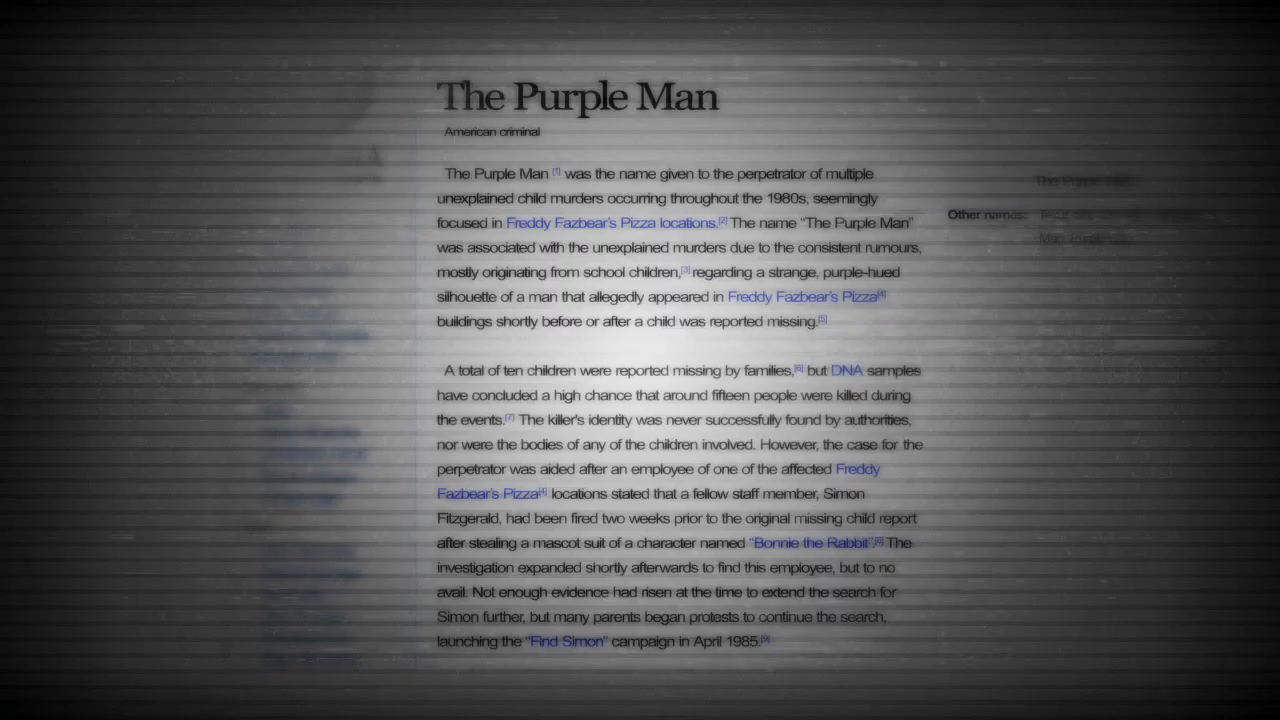 The Purple Man
American criminal
The Purple Man [1] was the name given to the perpetrator of multiple
unexplained child murders occurring throughout the 1980s, seemingly
focused in Freddy Fazbear's Pizza locations.[2] The name “The Purple Man”
was associated with the unexplained murders due to the consistent rumours,
mostly originating from school children,[3] regarding a strange, purple-hued
silhouette of a man that allegedly appeared in Freddy Fazbear's Pizza[4]
buildings shortly before or after a child was reported missing.[5]
A total of ten children were reported missing by families,[6] but DNA samples
have concluded a high chance that around fifteen people were killed during
the events.[7] The killer's identity was never successfully found by authorities,
nor were the bodies of any of the children involved. However, the case for the
perpetrator was aided after an employee of one of the affected Freddy
Fazbear's Pizza[4] locations stated that a fellow staff member, Simon
Fitzgerald, had been fired two weeks prior to the original missing child report
after stealing a mascot suit of a character named “Bonnie the Rabbit”.[8] The
investigation expanded shortly afterwards to find this employee, but to no
avail. Not enough evidence had risen at the time to extend the search for
Simon further, but many parents began protests to continue the search,
launching the “Find Simon” campaign in April 1985.[9]
The Purple Man
Other names: